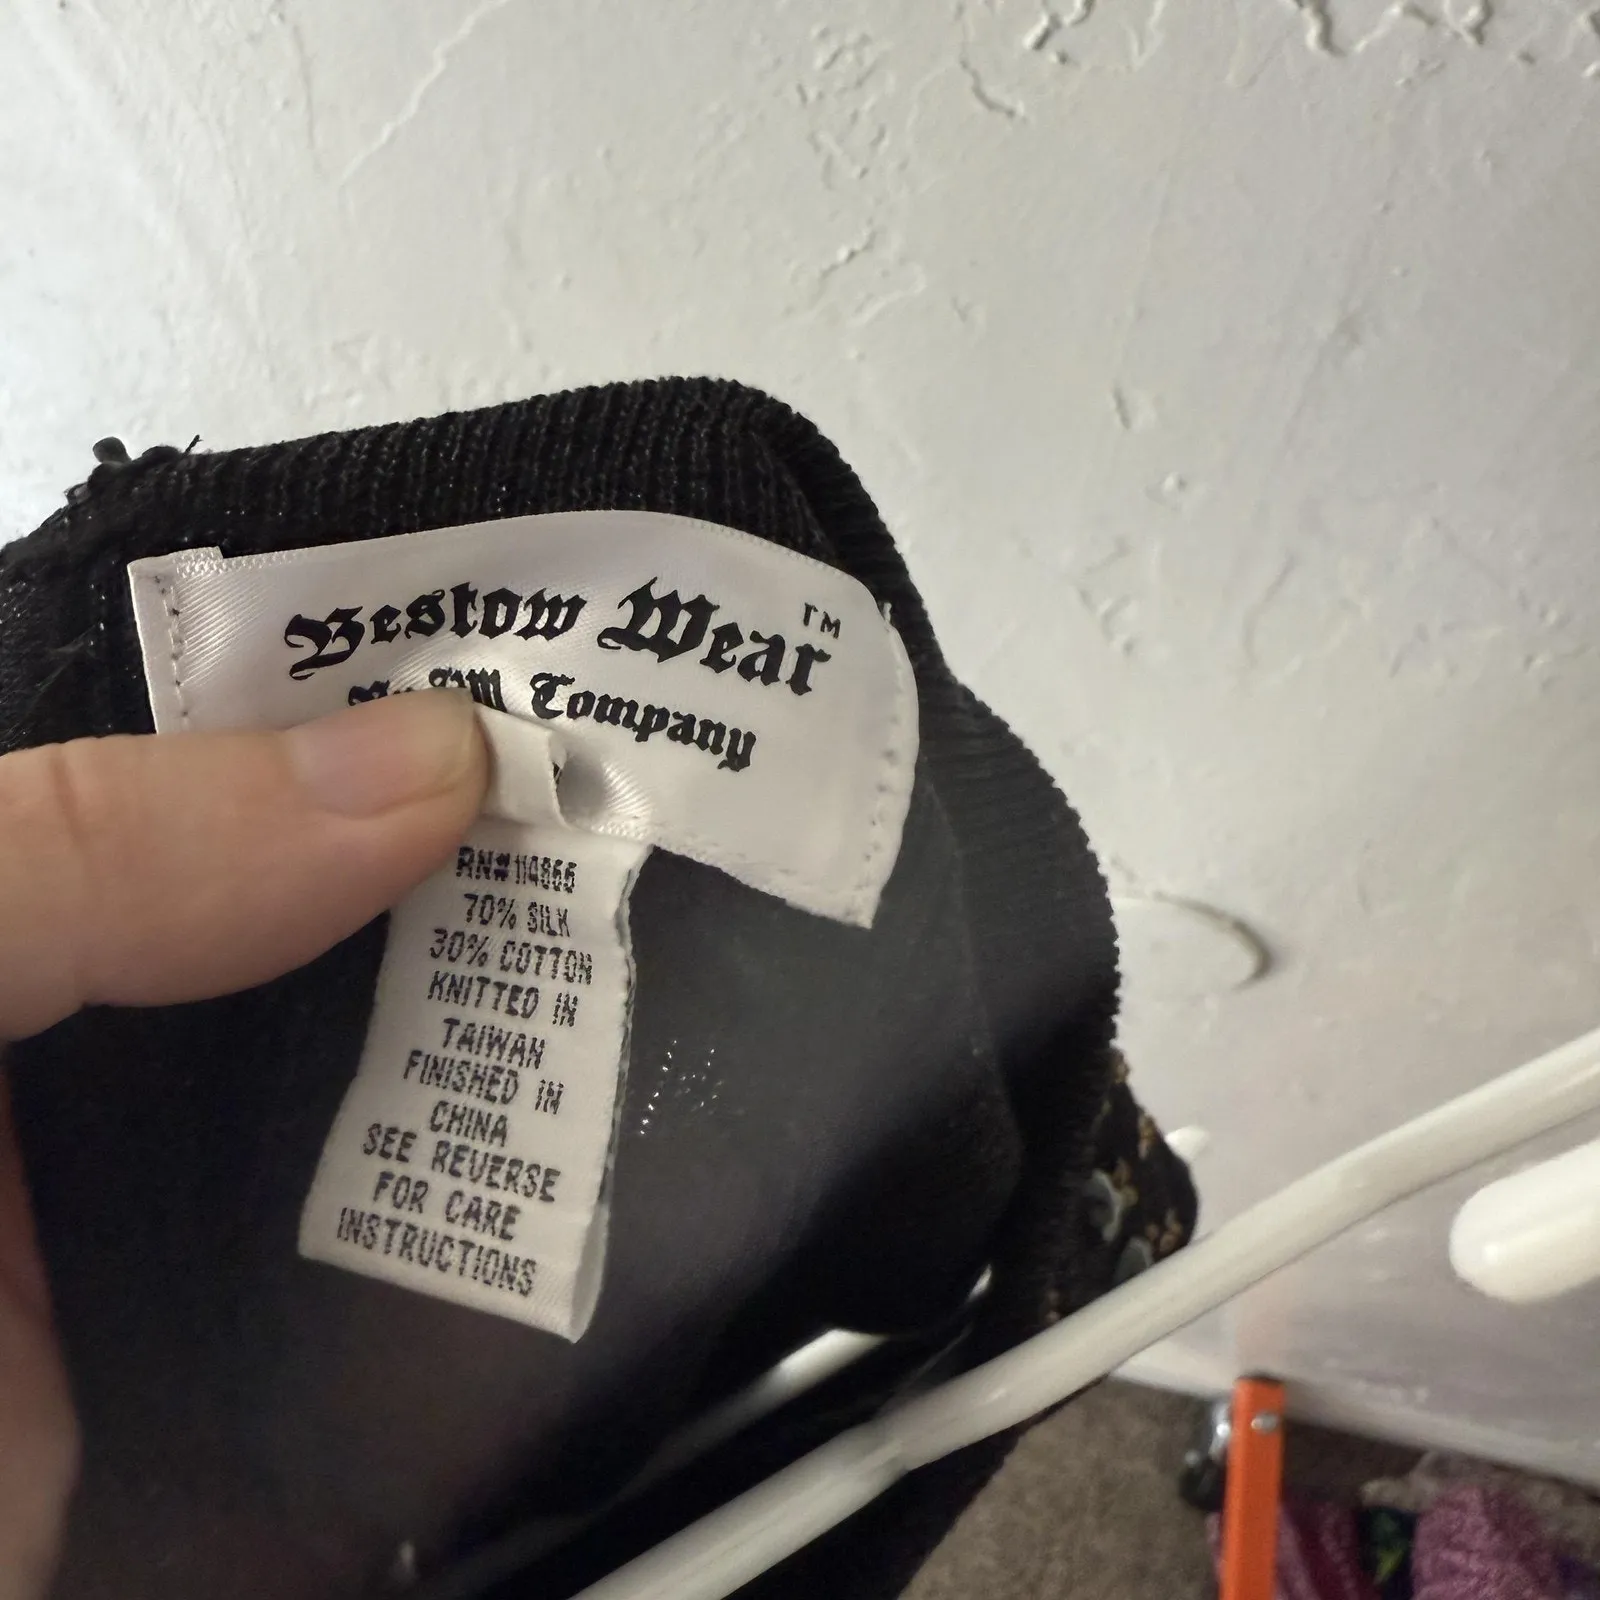 Bestow Wear™
Company
RN#114866
70% SILK
30% COTTON
KNITTED IN
TAIWAN
FINISHED IN
CHINA
SEE REVERSE
FOR CARE
INSTRUCTIONS